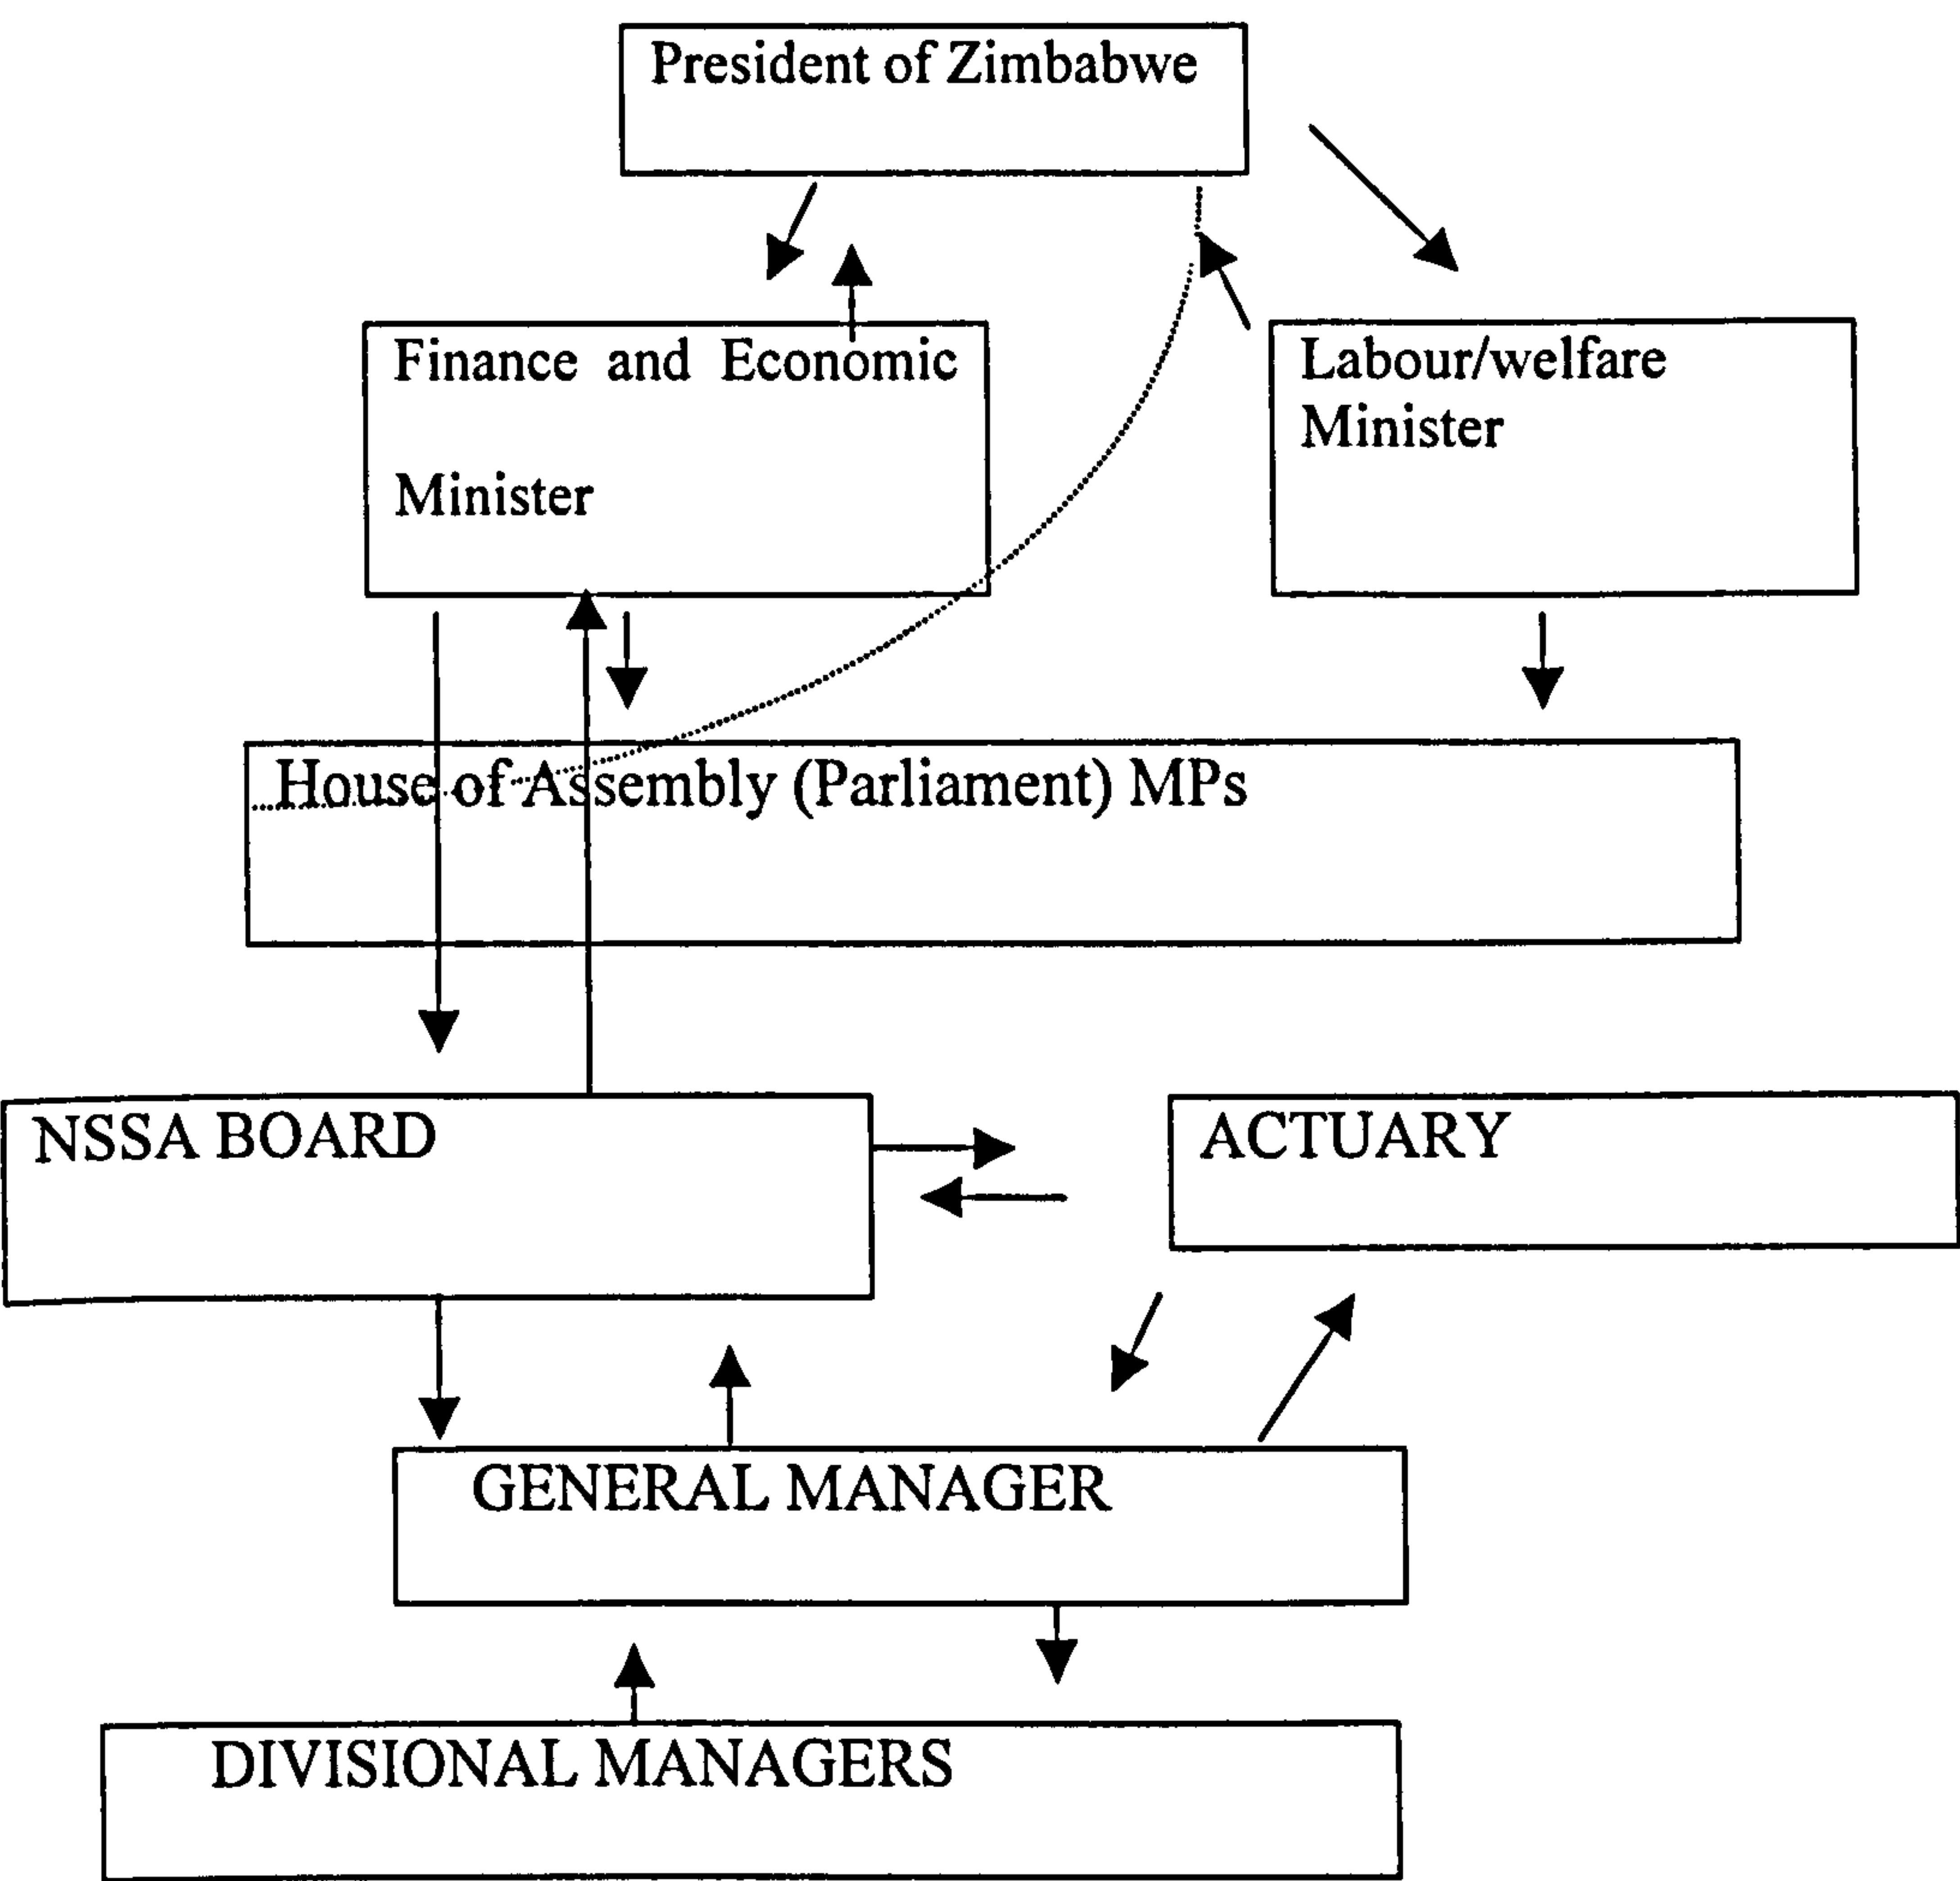 President of Zimbabwe
Finance and Economic
Minister
Labour/welfare
Minister
House of Assembly (Parliament) MPs
NSSA BOARD
ACTUARY
GENERAL MANAGER
DIVISIONAL MANAGERS